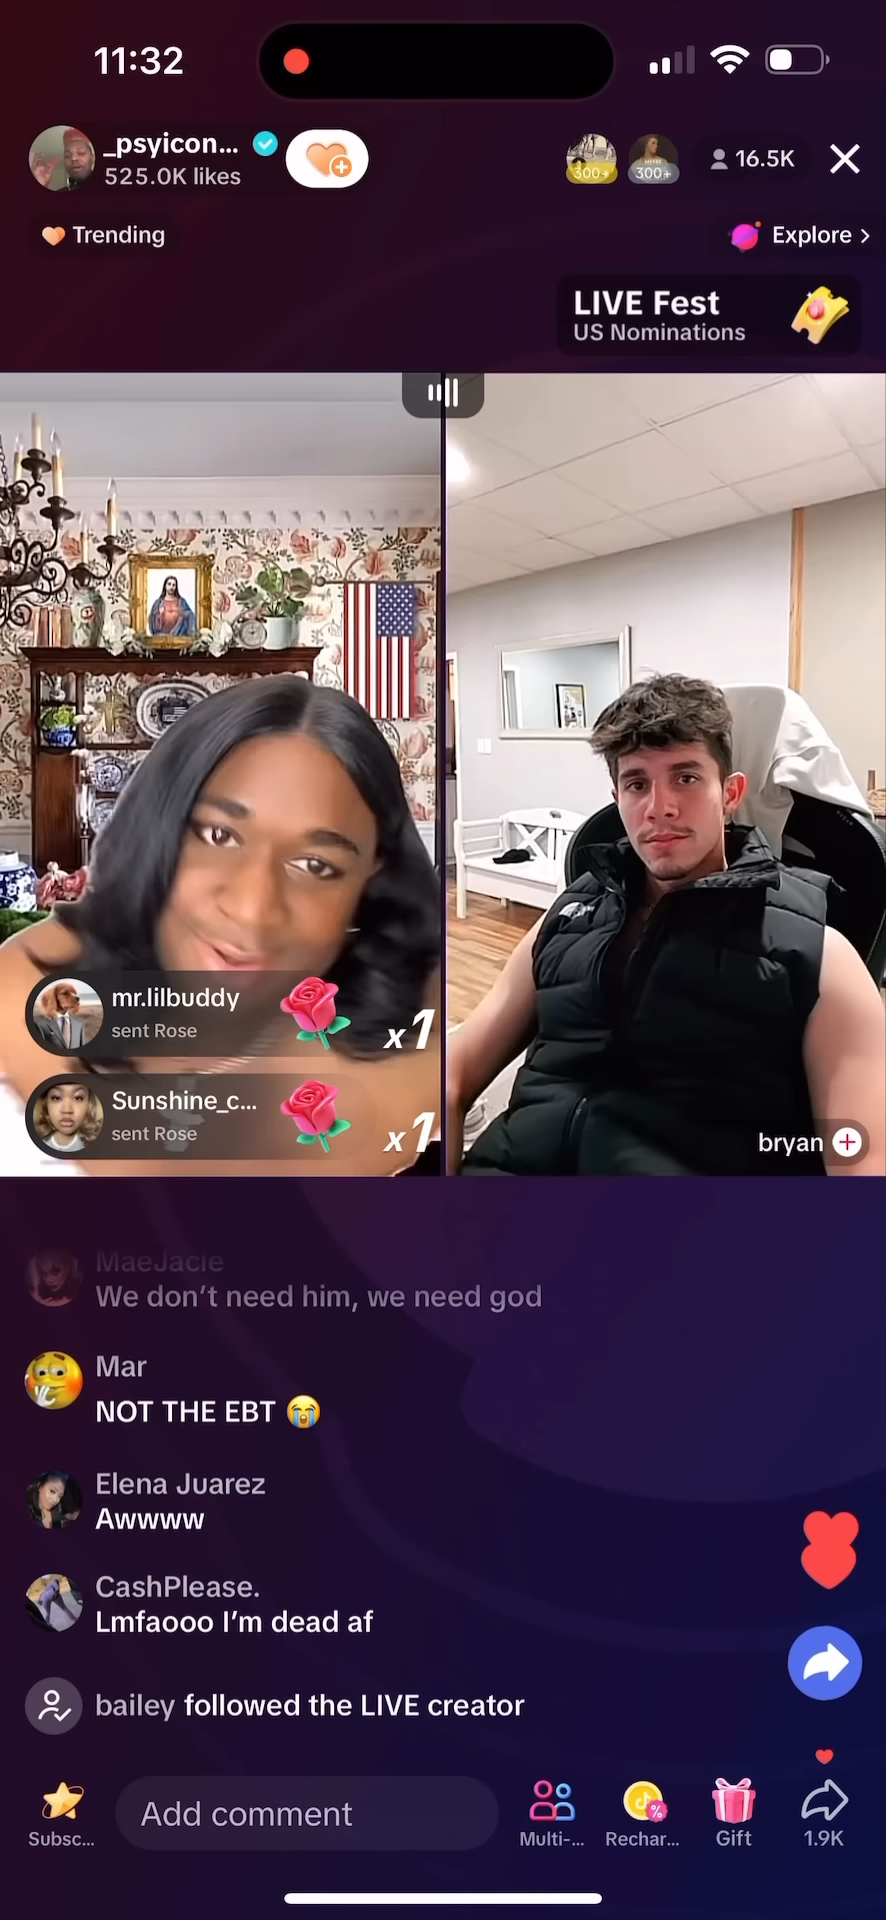 11:32
_psyicon...
525.0K likes
300+
300+
16.5K
Trending
Explore >
LIVE Fest
US Nominations
mr.lilbuddy
sent Rose
x1
Sunshine_c...
sent Rose
x1
bryan
MaeJacie
We don’t need him, we need god
Mar
NOT THE EBT 😭
Elena Juarez
Awwww
CashPlease.
Lmfaooo I’m dead af
bailey followed the LIVE creator
Subsc...
Add comment
Multi-...
Rechar...
Gift
1.9K